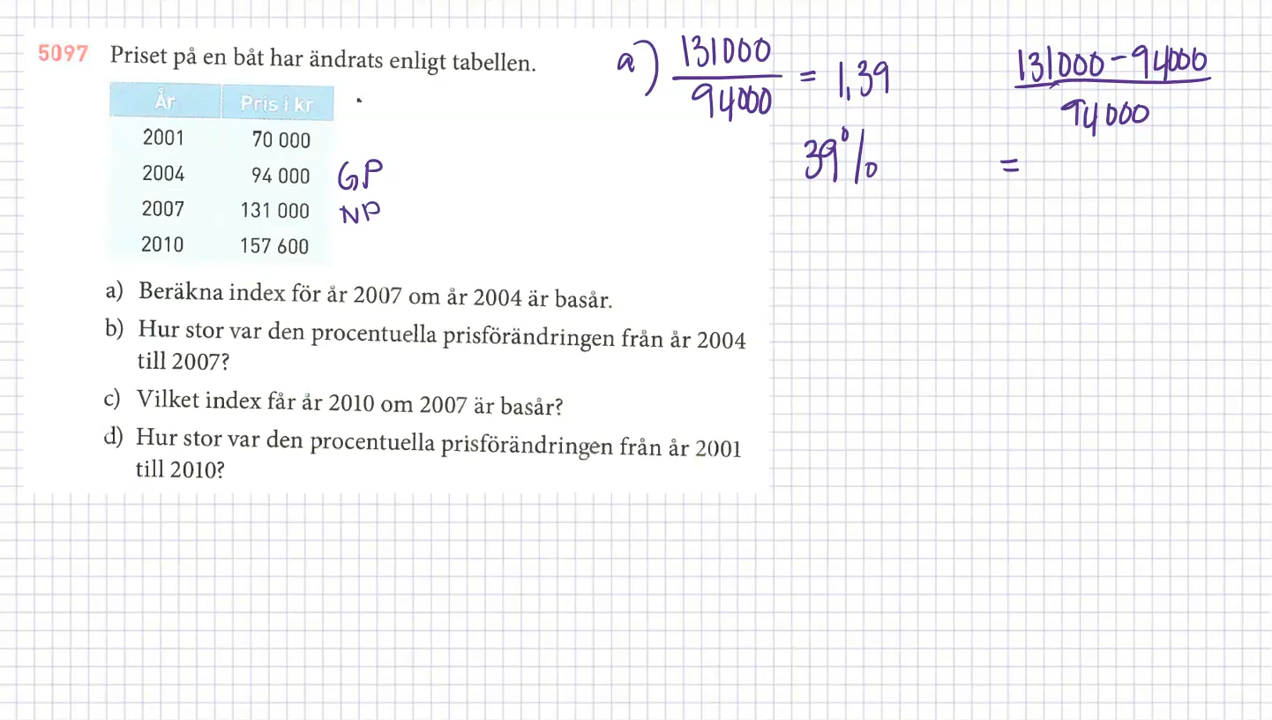 5097 Priset på en båt har ändrats enligt tabellen.
År Pris i kr
2001 70 000
2004 94 000 GP
2007 131 000 NP
2010 157 600
a) Beräkna index för år 2007 om år 2004 är basår.
b) Hur stor var den procentuella prisförändringen från år 2004
till 2007?
c) Vilket index får år 2010 om 2007 är basår?
d) Hur stor var den procentuella prisförändringen från år 2001
till 2010?
a) 131000
94000 = 1,39
39%
131000-94000
94000
=